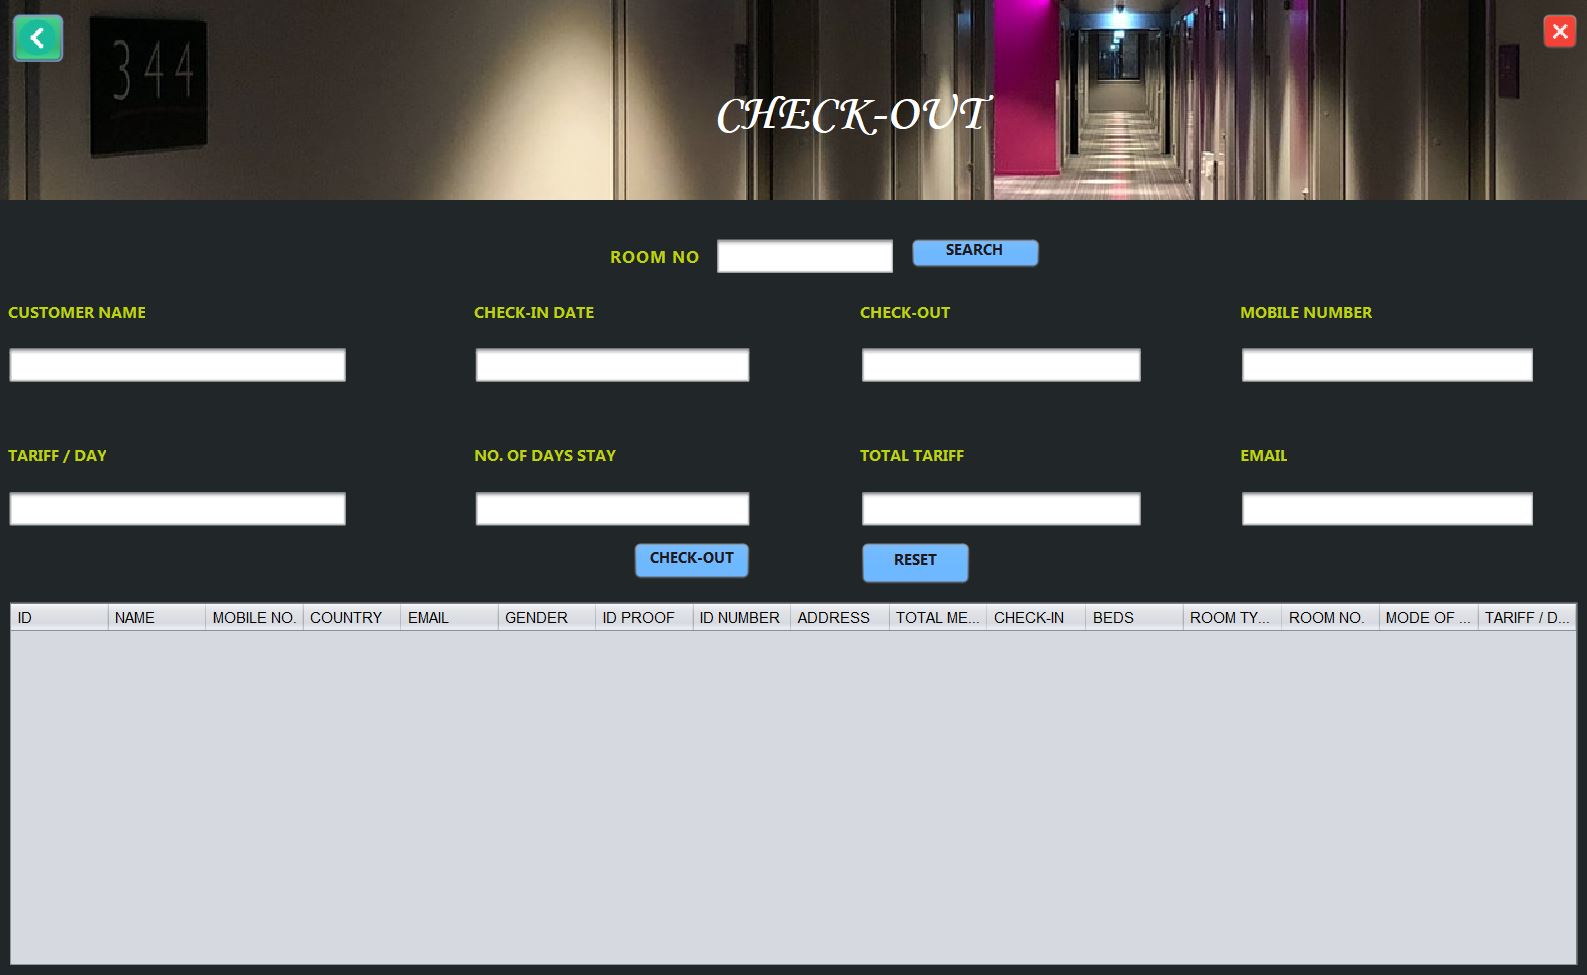 344
CHECK-OUT
ROOM NO
SEARCH
CUSTOMER NAME
CHECK-IN DATE
CHECK-OUT
MOBILE NUMBER
TARIFF / DAY
NO. OF DAYS STAY
TOTAL TARIFF
EMAIL
CHECK-OUT
RESET
ID NAME MOBILE NO. COUNTRY EMAIL GENDER ID PROOF ID NUMBER ADDRESS TOTAL ME... CHECK-IN BEDS ROOM TY... ROOM NO. MODE OF ... TARIFF / D...